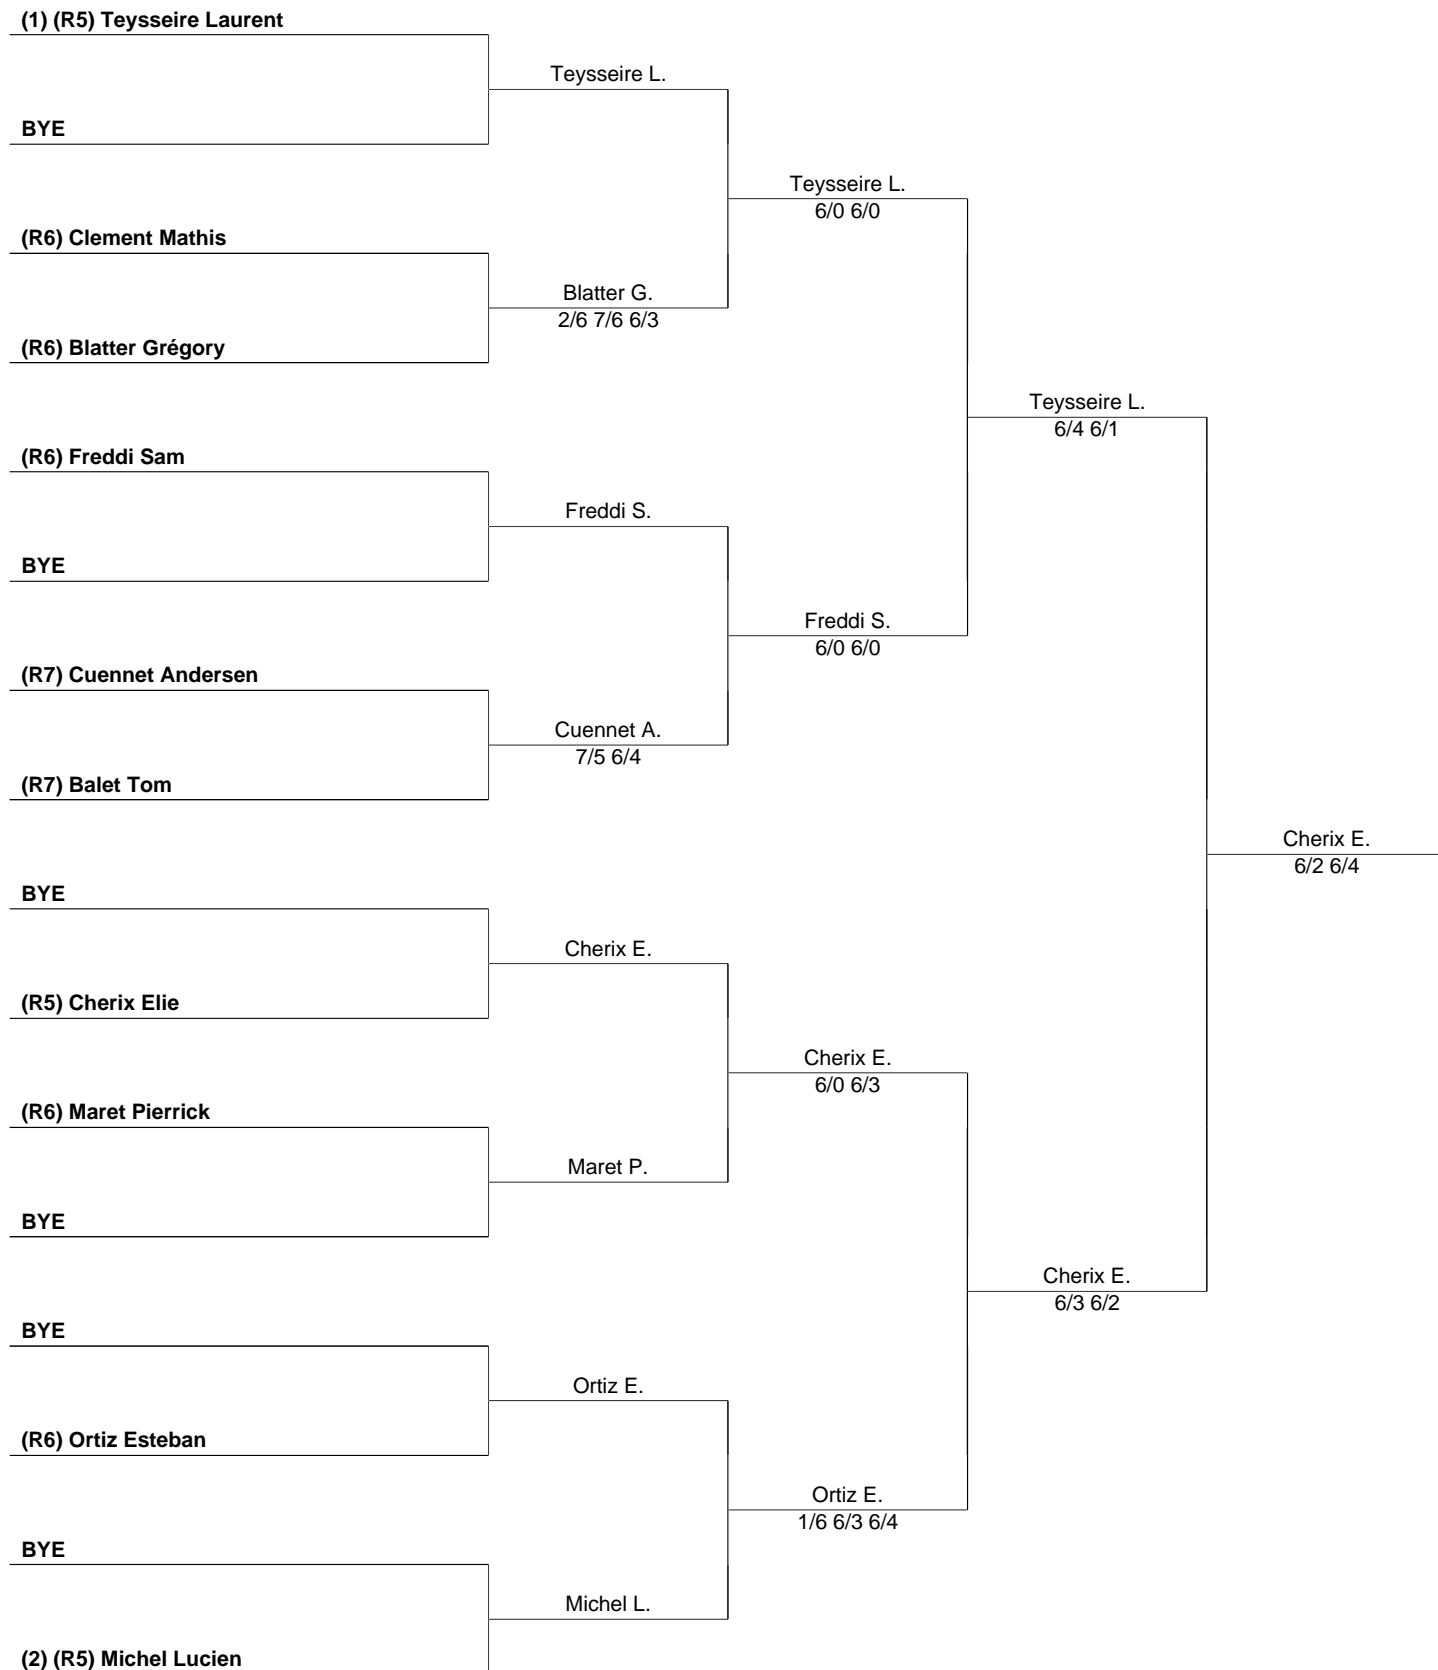 (1) (R5) Teysseire Laurent
Teysseire L.
BYE
Teysseire L.
6/0 6/0
(R6) Clement Mathis
Blatter G.
2/6 7/6 6/3
(R6) Blatter Grégory
Teysseire L.
6/4 6/1
(R6) Freddi Sam
Freddi S.
BYE
Freddi S.
6/0 6/0
(R7) Cuennet Andersen
Cuennet A.
7/5 6/4
(R7) Balet Tom
Cherix E.
6/2 6/4
BYE
Cherix E.
(R5) Cherix Elie
Cherix E.
6/0 6/3
(R6) Maret Pierrick
Maret P.
BYE
Cherix E.
6/3 6/2
BYE
Ortiz E.
(R6) Ortiz Esteban
Ortiz E.
1/6 6/3 6/4
BYE
Michel L.
(2) (R5) Michel Lucien